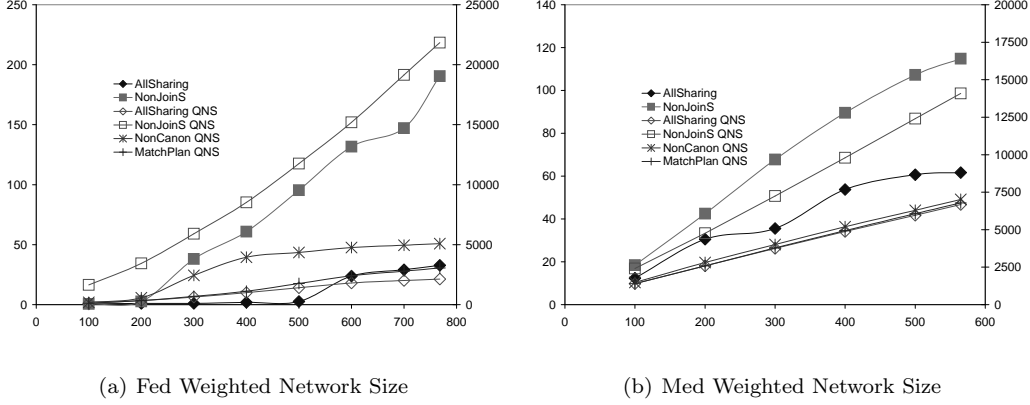 250
200
150
100
50
0
25000
20000
15000
10000
5000
0
0 100 200 300 400 500 600 700 800
AllSharing
NonJoinS
AllSharing QNS
NonJoinS QNS
NonCanon QNS
MatchPlan QNS
(a) Fed Weighted Network Size
140
120
100
80
60
40
20
0
20000
17500
15000
12500
10000
7500
5000
2500
0
0 100 200 300 400 500 600
AllSharing
NonJoinS
AllSharing QNS
NonJoinS QNS
NonCanon QNS
MatchPlan QNS
(b) Med Weighted Network Size